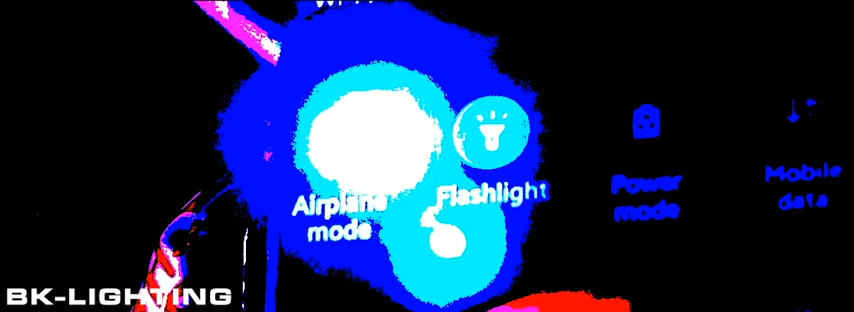 Airplane
mode
Flashlight
Power
mode
Mobile
data
BK-LIGHTING